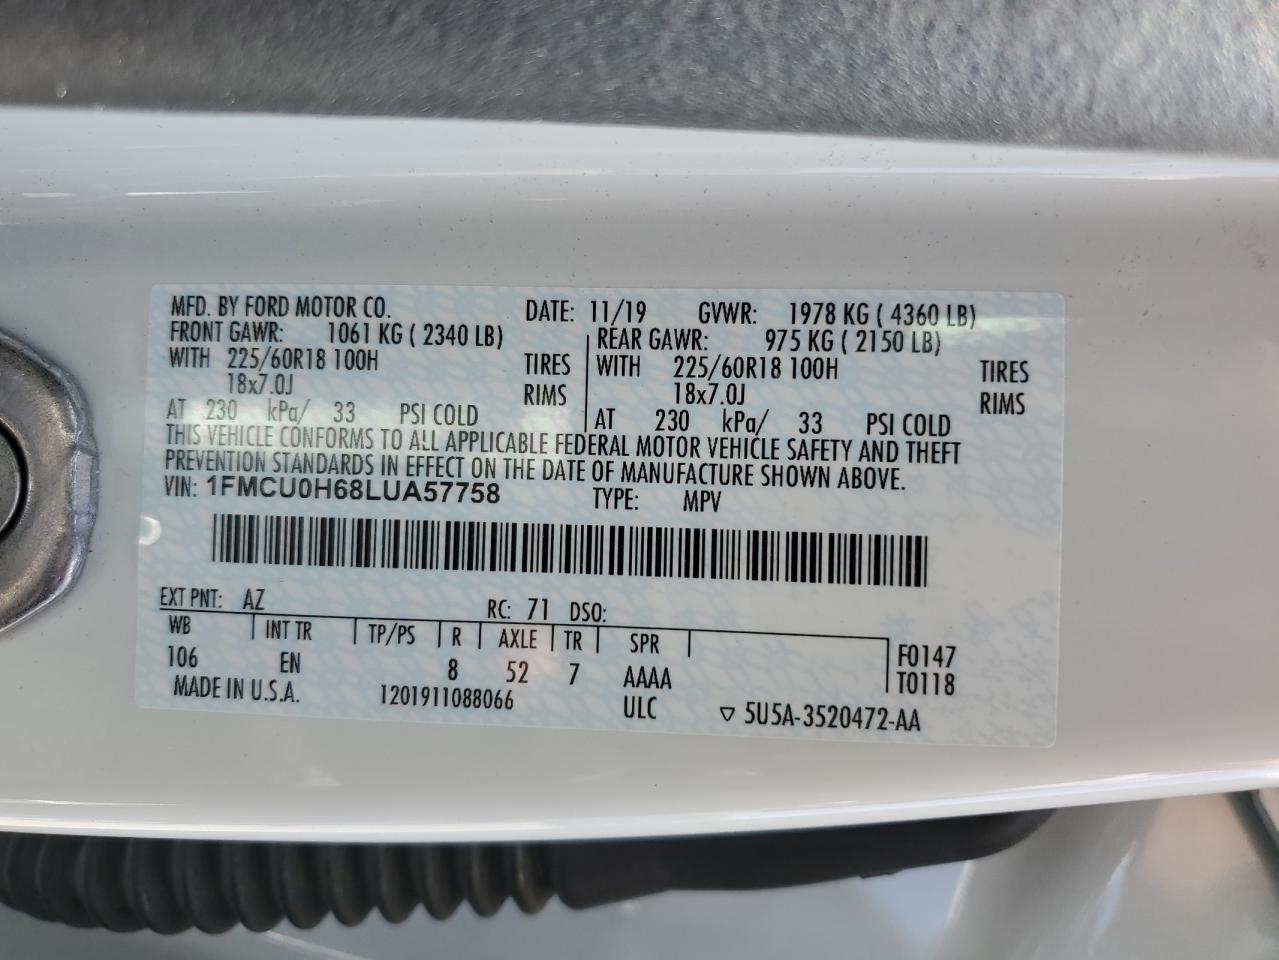 MFD. BY FORD MOTOR CO. DATE: 11/19 GVWR: 1978 KG ( 4360 LB)
FRONT GAWR: 1061 KG ( 2340 LB) REAR GAWR: 975 KG ( 2150 LB)
WITH 225/60R18 100H TIRES WITH 225/60R18 100H TIRES
18x7.0J RIMS 18x7.0J RIMS
AT 230 kPa/ 33 PSI COLD AT 230 kPa/ 33 PSI COLD
THIS VEHICLE CONFORMS TO ALL APPLICABLE FEDERAL MOTOR VEHICLE SAFETY AND THEFT
PREVENTION STANDARDS IN EFFECT ON THE DATE OF MANUFACTURE SHOWN ABOVE.
VIN: 1FMCU0H68LUA57758 TYPE: MPV
EXT PNT: AZ RC: 71 DSO:
WB INT TR TP/PS R AXLE TR SPR F0147
106 EN 8 52 7 AAAA T0118
MADE IN U.S.A. 1201911088066 ULC ▽ 5U5A-3520472-AA